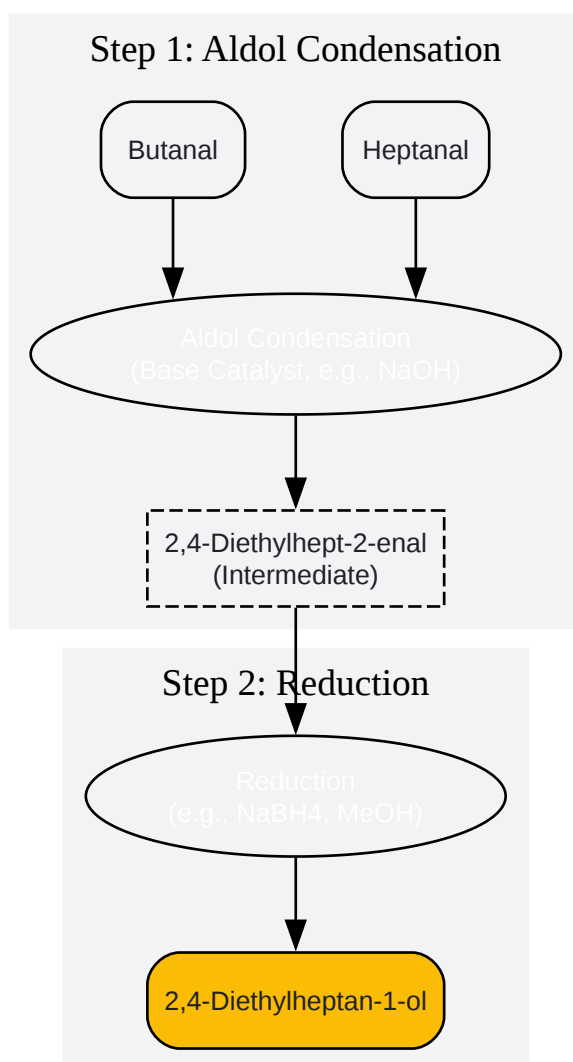 Step 1: Aldol Condensation
Butanal
Heptanal
Aldol Condensation
(Base Catalyst, e.g., NaOH)
2,4-Diethylhept-2-enal
(Intermediate)
Step 2: Reduction
Reduction
(e.g., NaBH4, MeOH)
2,4-Diethylheptan-1-ol